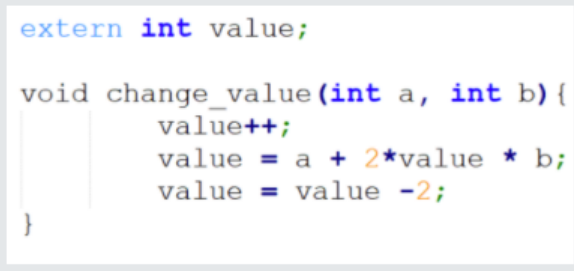 extern int value;
void change_value(int a, int b){
value++;
value = a + 2*value * b;
value = value -2;
}